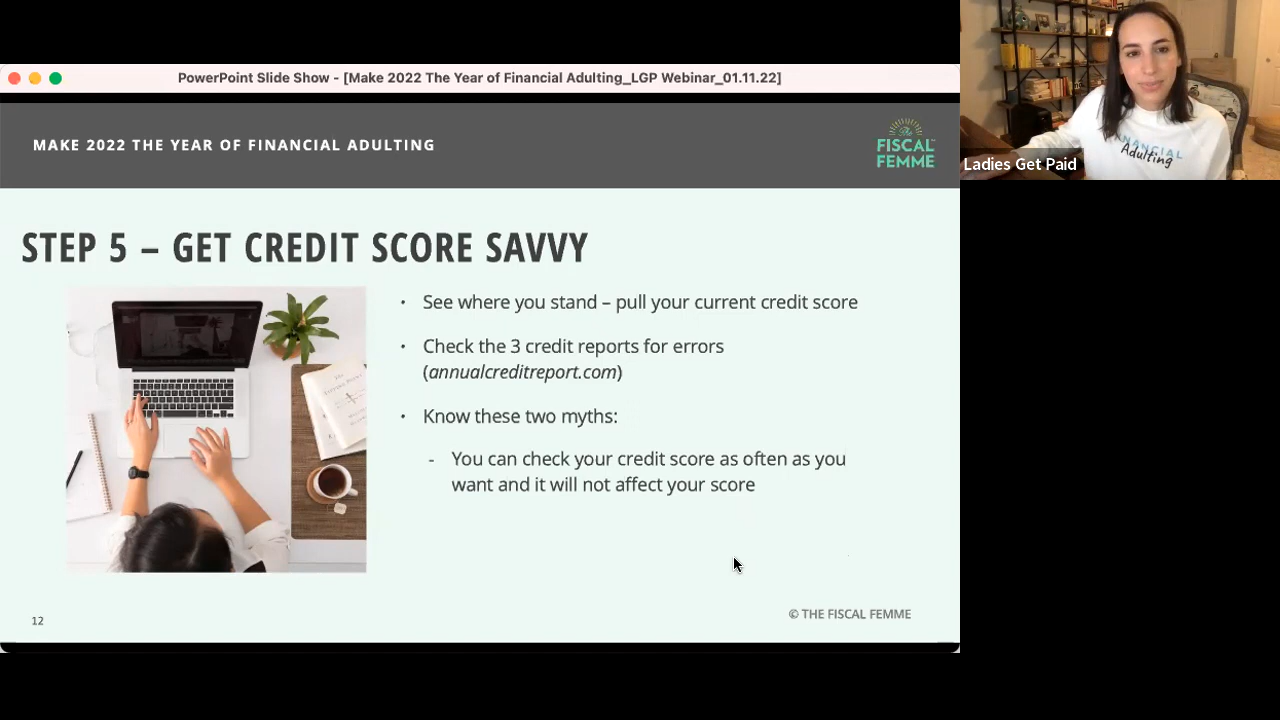 PowerPoint Slide Show - [Make 2022 The Year of Financial Adulting_LGP Webinar_01.11.22]
MAKE 2022 THE YEAR OF FINANCIAL ADULTING
The
FISCAL
FEMME
STEP 5 – GET CREDIT SCORE SAVVY
• See where you stand – pull your current credit score
• Check the 3 credit reports for errors
(annualcreditreport.com)
• Know these two myths:
- You can check your credit score as often as you
want and it will not affect your score
12
© THE FISCAL FEMME
FINANCIAL
Adulting
Ladies Get Paid